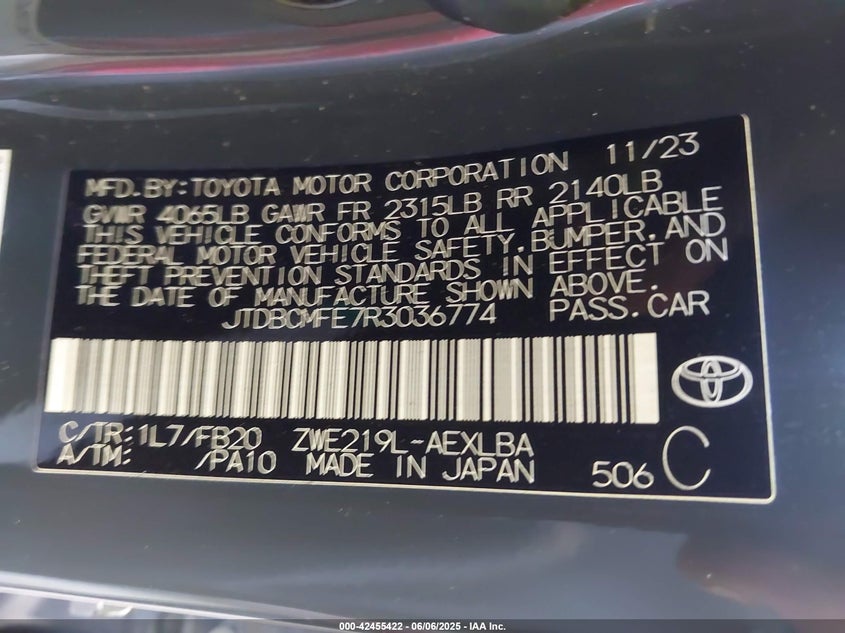 MFD.BY:TOYOTA MOTOR CORPORATION 11/23
GVWR 4065LB GAWR FR 2315LB RR 2140LB
THIS VEHICLE CONFORMS TO ALL APPLICABLE
FEDERAL MOTOR VEHICLE SAFETY,BUMPER,AND
THEFT PREVENTION STANDARDS IN EFFECT ON
THE DATE OF MANUFACTURE SHOWN ABOVE.
JTDBCMFE7R3036774 PASS.CAR
C/TR:1L7/FB20 ZWE219L-AEXLBA
A/TM: /PA10 MADE IN JAPAN 506 C
000-42455422 - 06/06/2025 - IAA Inc.